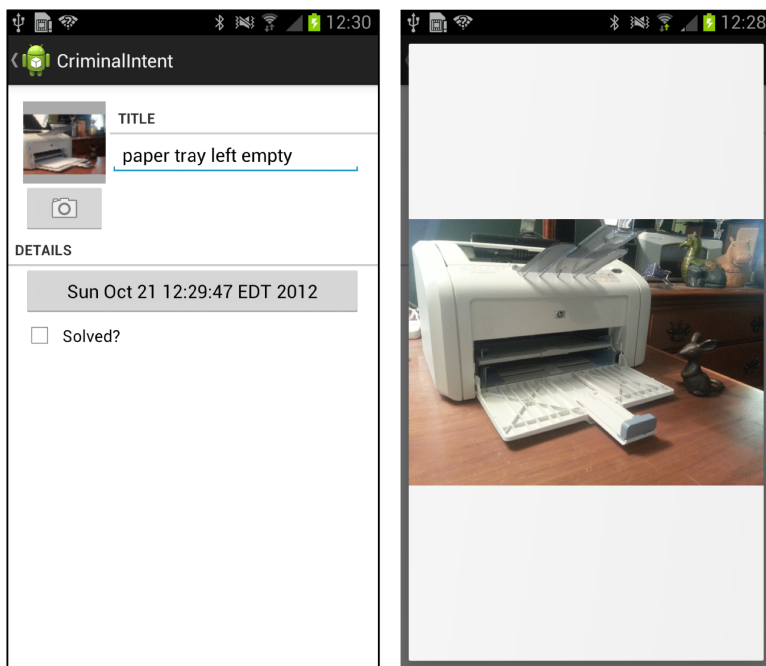 12:30
CriminalIntent
TITLE
paper tray left empty
DETAILS
Sun Oct 21 12:29:47 EDT 2012
Solved?
12:28
hp